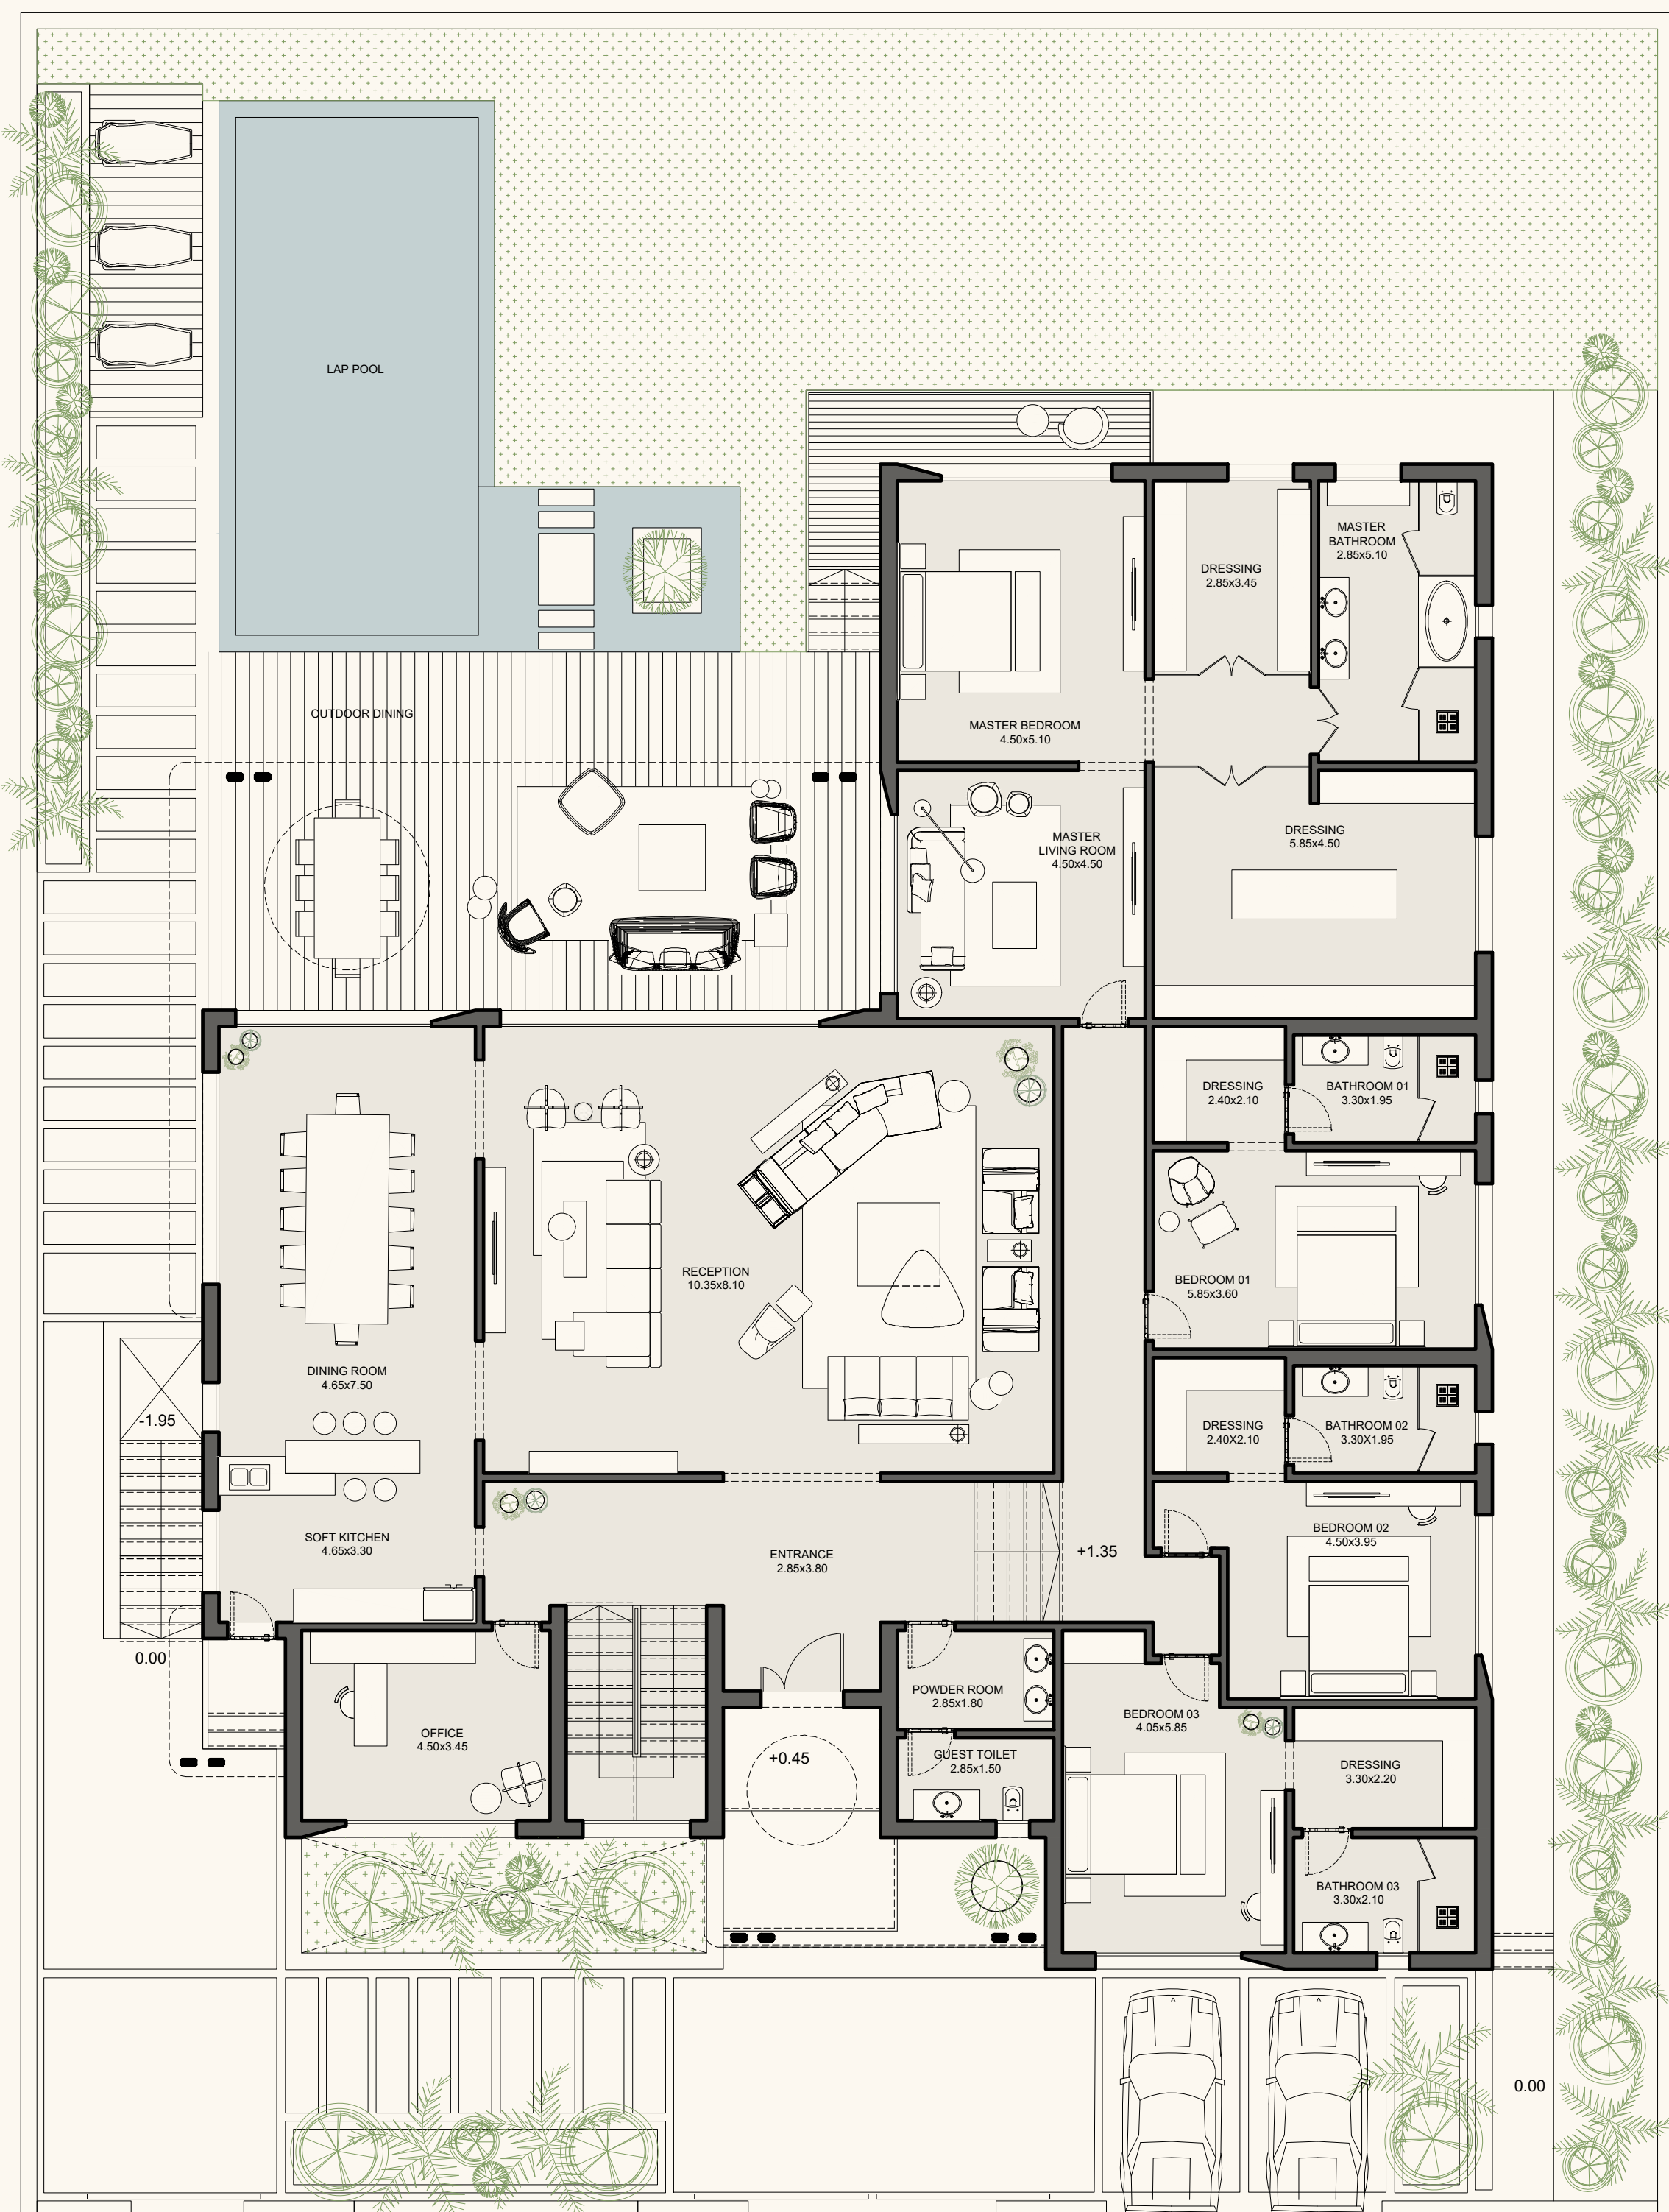 LAP POOL
MASTER
BATHROOM
2.85x5.10
DRESSING
2.85x3.45
OUTDOOR DINING
MASTER BEDROOM
4.50x5.10
MASTER
LIVING ROOM
4.50x4.50
DRESSING
5.85x4.50
DRESSING
2.40x2.10
BATHROOM 01
3.30x1.95
RECEPTION
10.35x8.10
BEDROOM 01
5.85x3.60
DINING ROOM
4.65x7.50
-1.95
DRESSING
2.40X2.10
BATHROOM 02
3.30X1.95
SOFT KITCHEN
4.65x3.30
ENTRANCE
2.85x3.80
+1.35
BEDROOM 02
4.50x3.95
0.00
POWDER ROOM
2.85x1.80
OFFICE
4.50x3.45
+0.45
GUEST TOILET
2.85x1.50
BEDROOM 03
4.05x5.85
DRESSING
3.30x2.20
BATHROOM 03
3.30x2.10
0.00